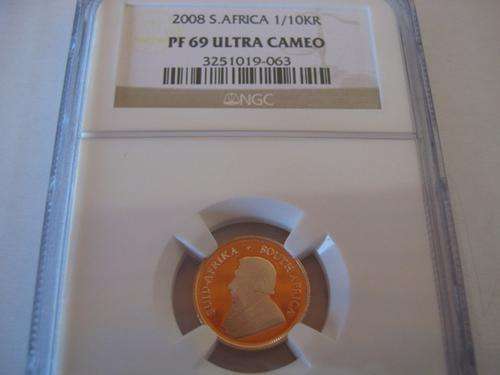 2008 S.AFRICA 1/10KR
PF 69 ULTRA CAMEO
3251019-063
NGC
SUID-AFRIKA • SOUTH AFRICA